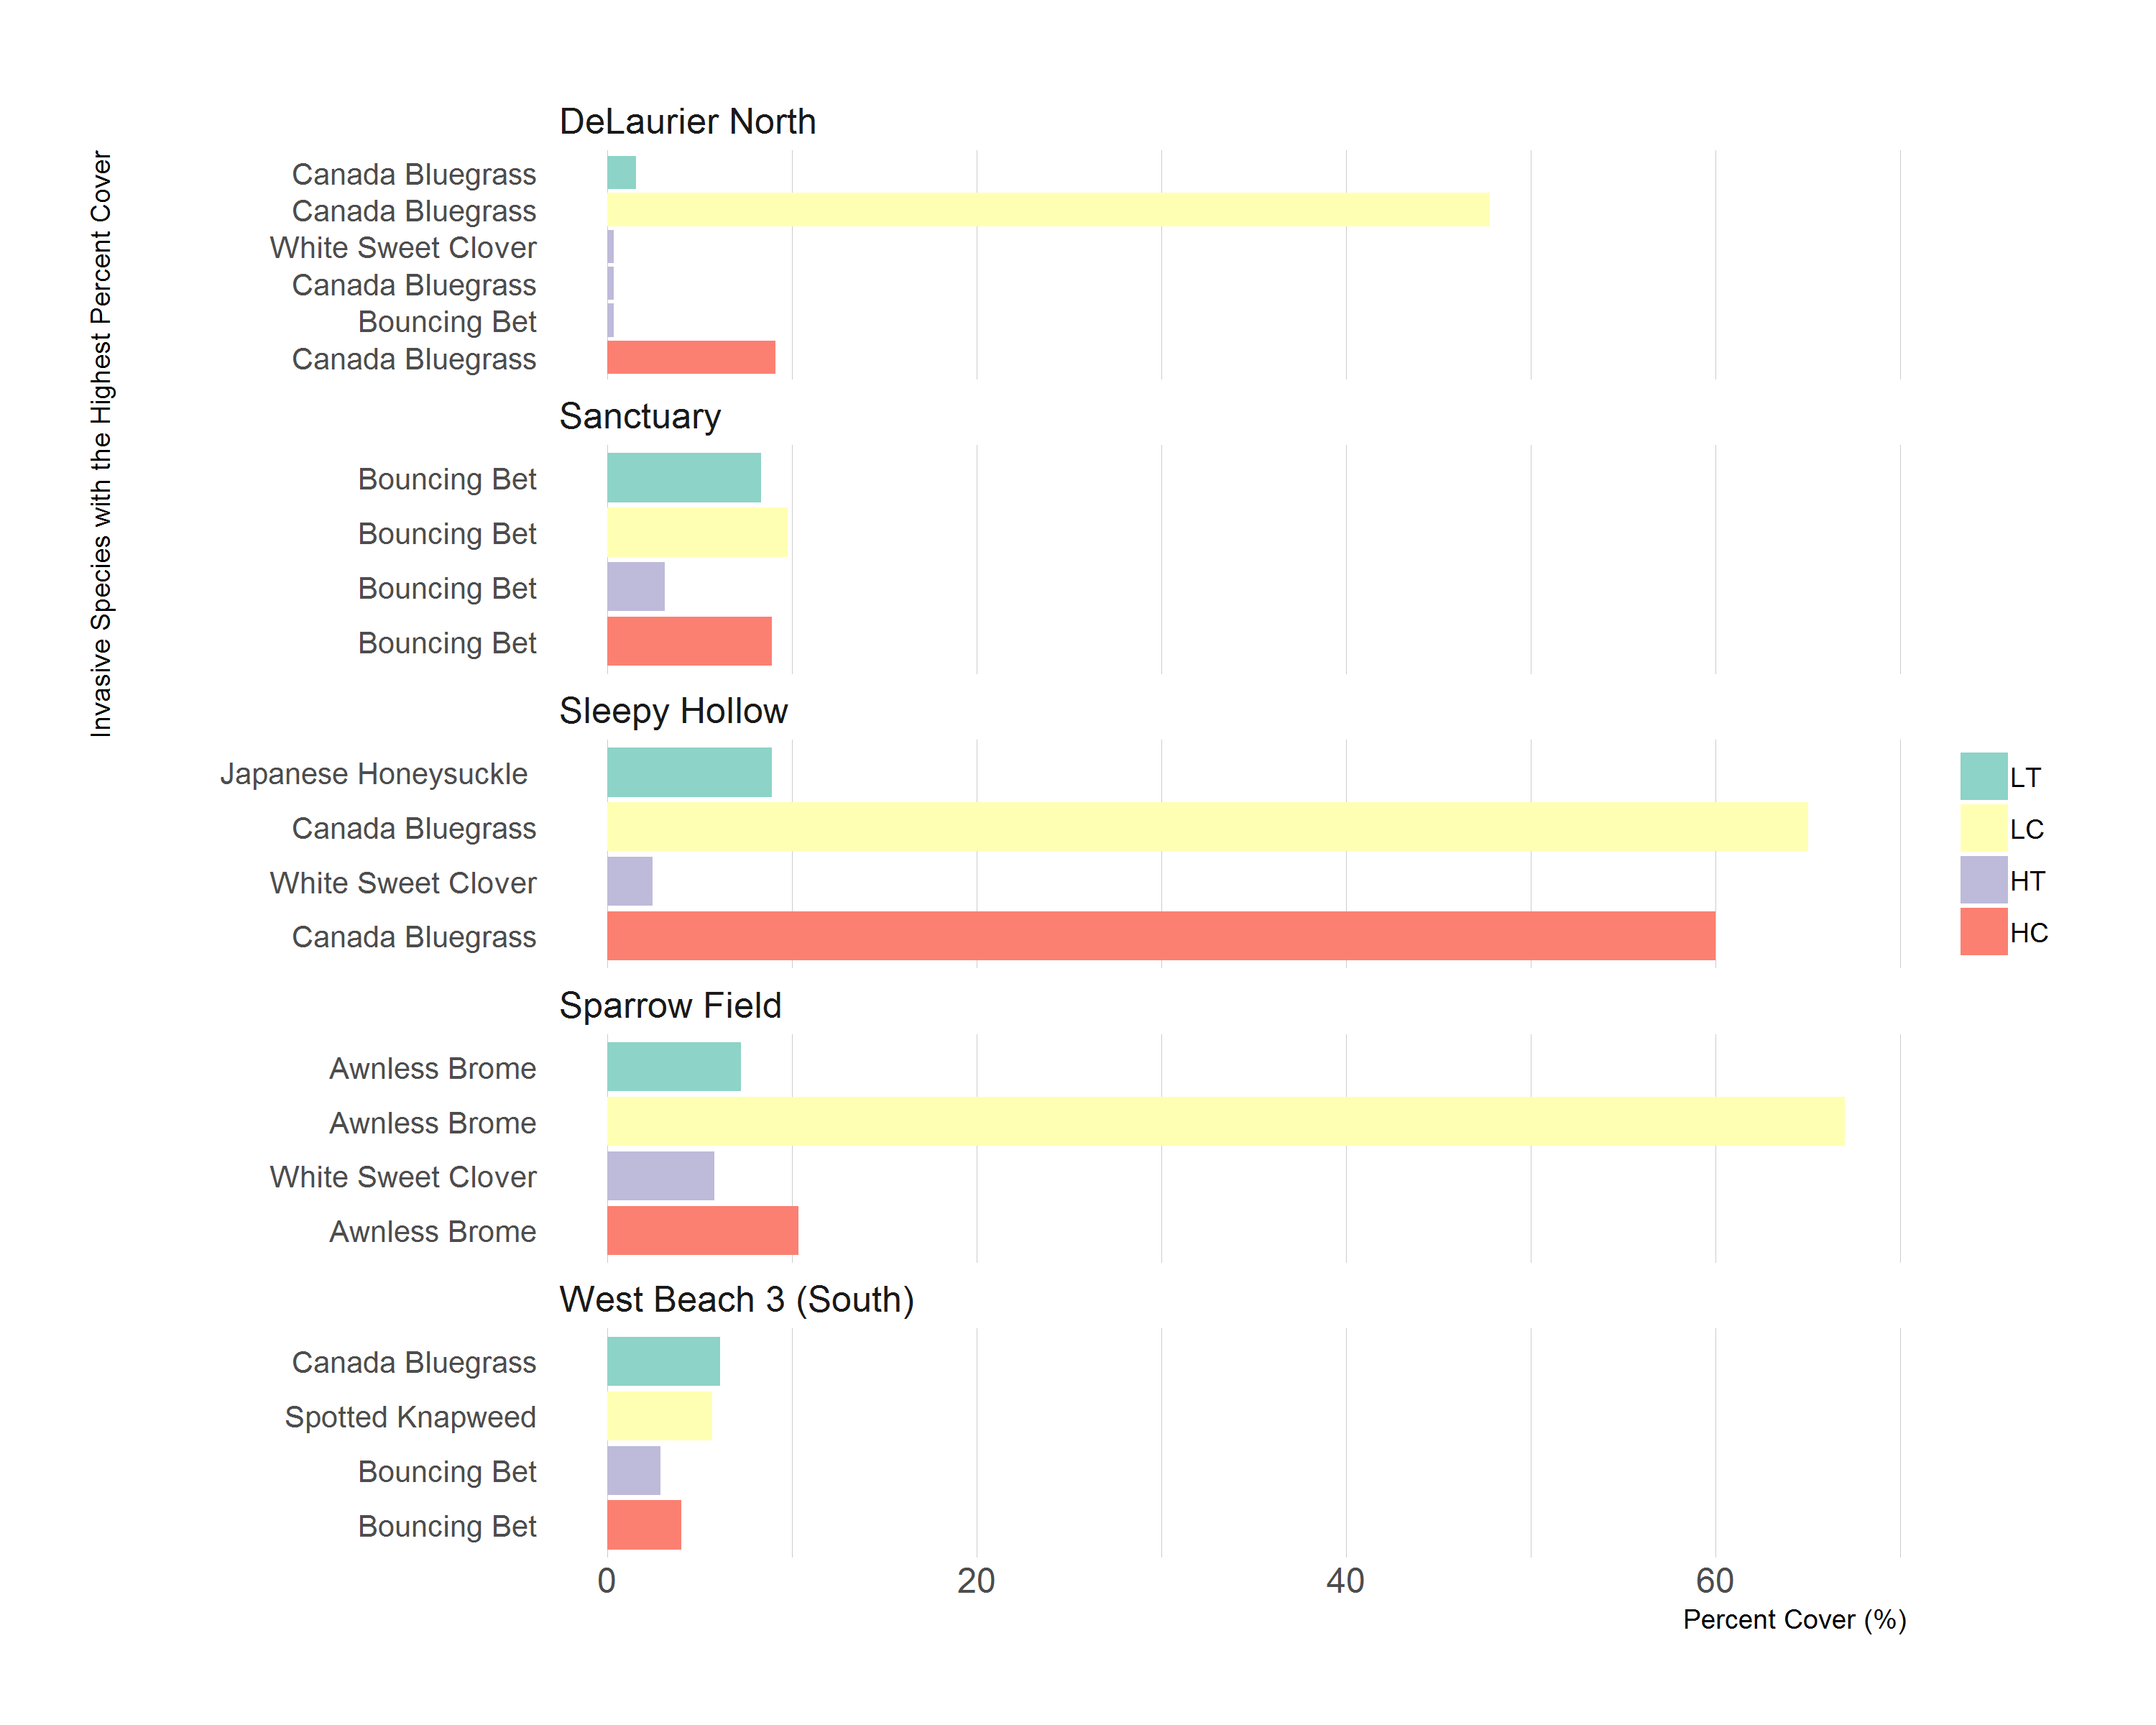 Invasive Species with the Highest Percent Cover
DeLaurier North
Canada Bluegrass
Canada Bluegrass
White Sweet Clover
Canada Bluegrass
Bouncing Bet
Canada Bluegrass
Sanctuary
Bouncing Bet
Bouncing Bet
Bouncing Bet
Bouncing Bet
Sleepy Hollow
Japanese Honeysuckle
Canada Bluegrass
White Sweet Clover
Canada Bluegrass
LT
LC
HT
HC
Sparrow Field
Awnless Brome
Awnless Brome
White Sweet Clover
Awnless Brome
West Beach 3 (South)
Canada Bluegrass
Spotted Knapweed
Bouncing Bet
Bouncing Bet
0 20 40 60
Percent Cover (%)